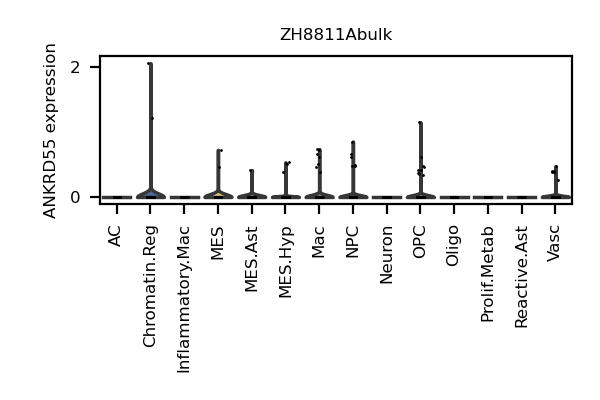 ZH8811Abulk
ANKRD55 expression
2
0
AC
Chromatin.Reg
Inflammatory.Mac
MES
MES.Ast
MES.Hyp
Mac
NPC
Neuron
OPC
Oligo
Prolif.Metab
Reactive.Ast
Vasc